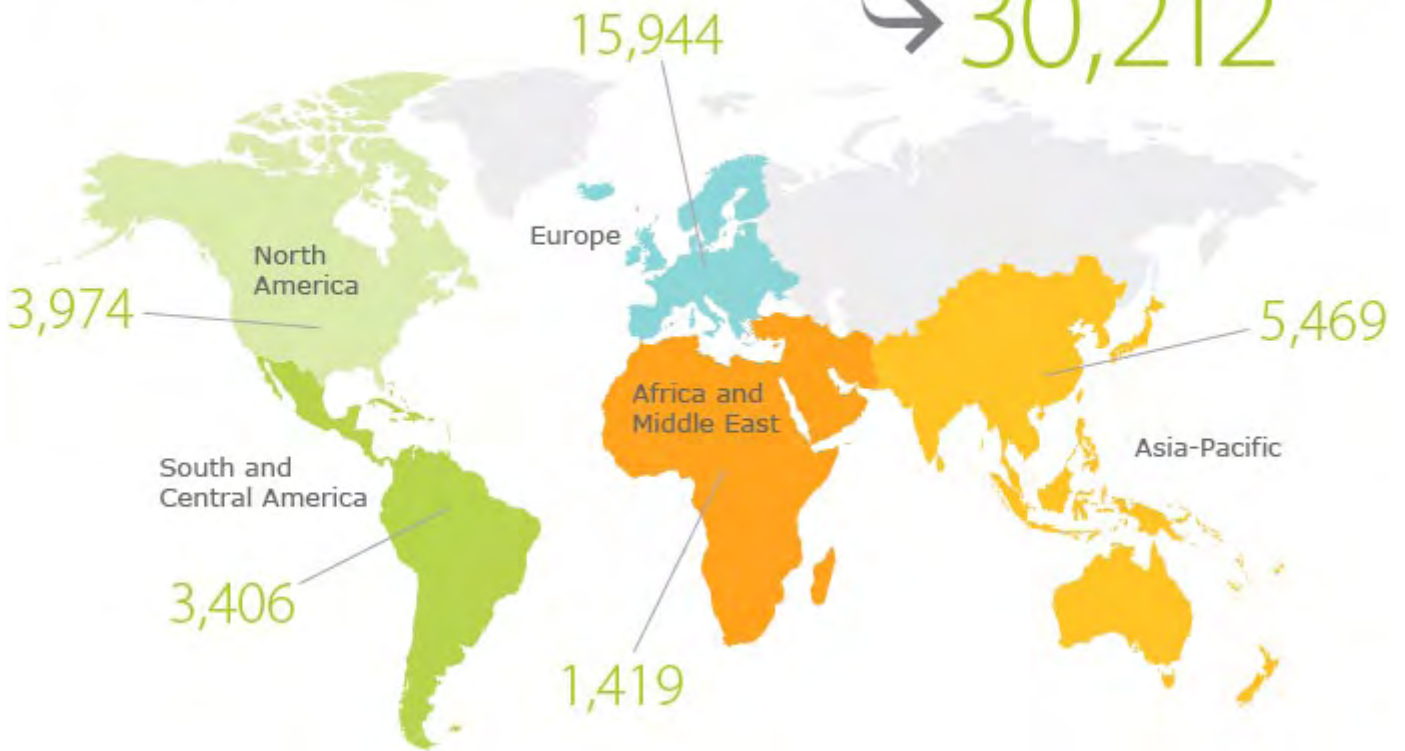 30,212
15,944
Europe
North
America
3,974
5,469
Africa and
Middle East
Asia-Pacific
South and
Central America
3,406
1,419